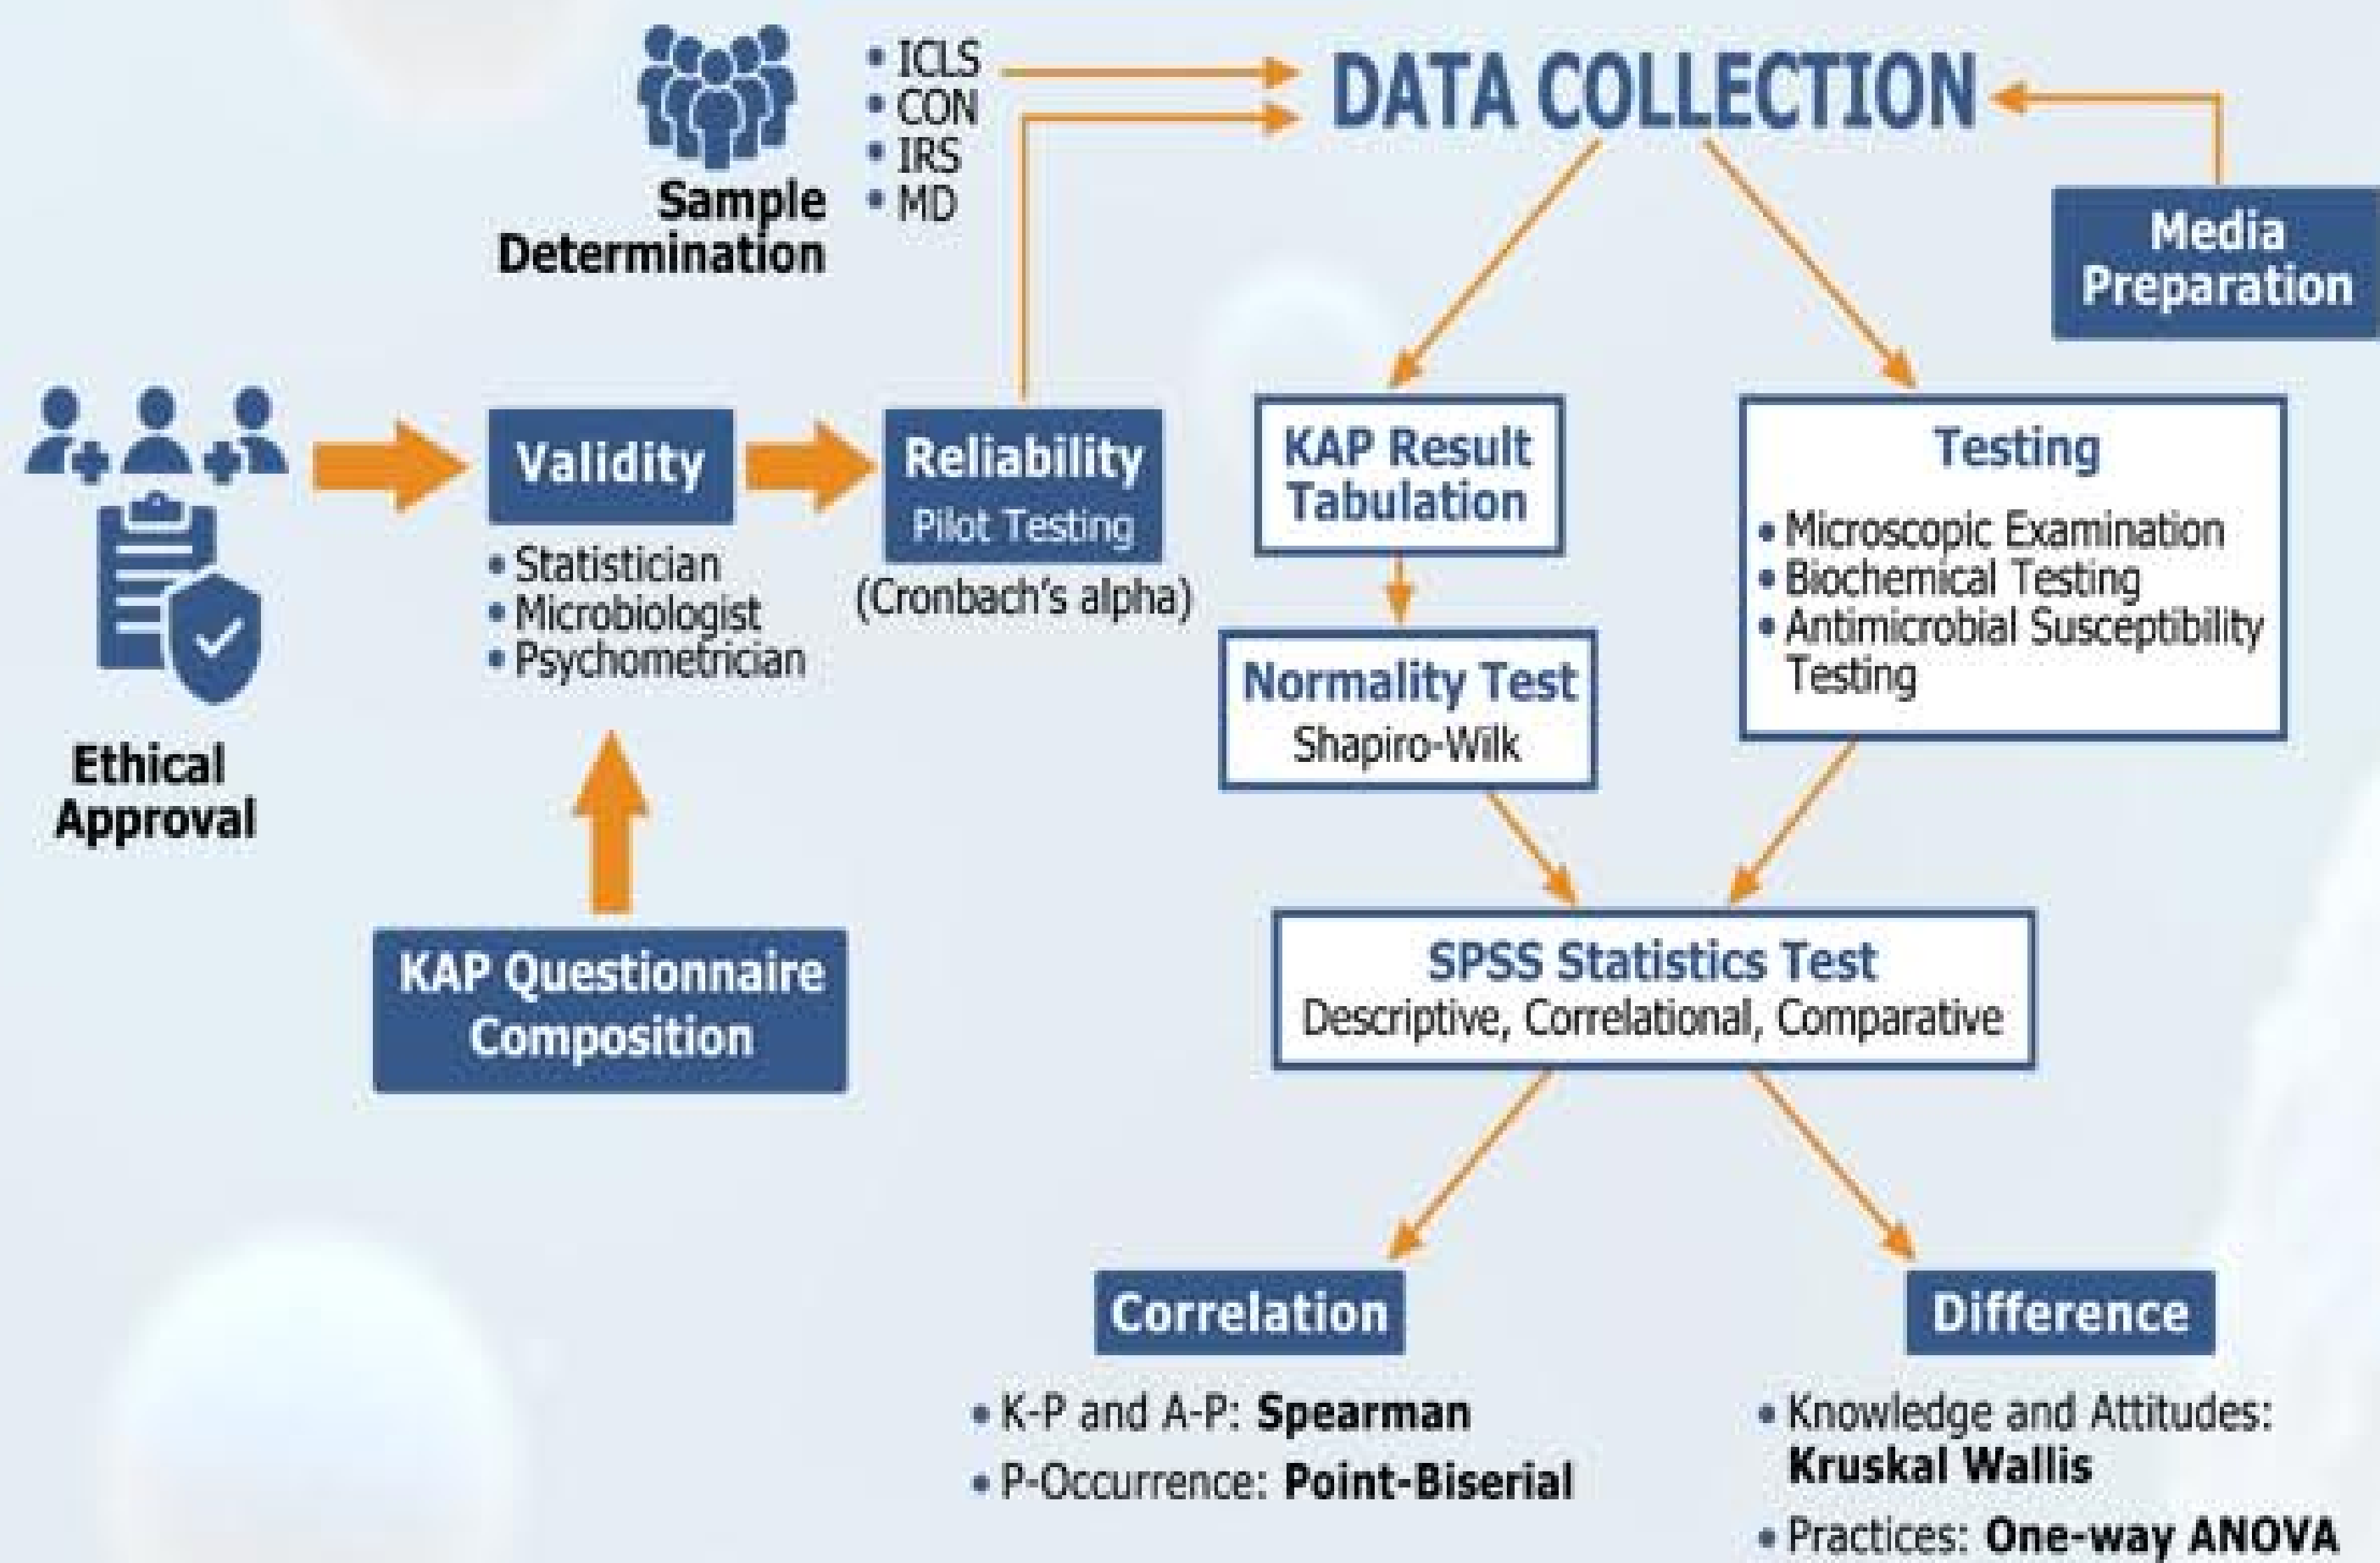 Sample
Determination
• ICLS
• CON
• IRS
• MD
DATA COLLECTION
Media
Preparation
Ethical
Approval
Validity
• Statistician
• Microbiologist
• Psychometrician
KAP Questionnaire
Composition
Reliability
Pilot Testing
(Cronbach's alpha)
KAP Result
Tabulation
Normality Test
Shapiro-Wilk
Testing
• Microscopic Examination
• Biochemical Testing
• Antimicrobial Susceptibility
Testing
SPSS Statistics Test
Descriptive, Correlational, Comparative
Correlation
• K-P and A-P: Spearman
• P-Occurrence: Point-Biserial
Difference
• Knowledge and Attitudes:
Kruskal Wallis
• Practices: One-way ANOVA